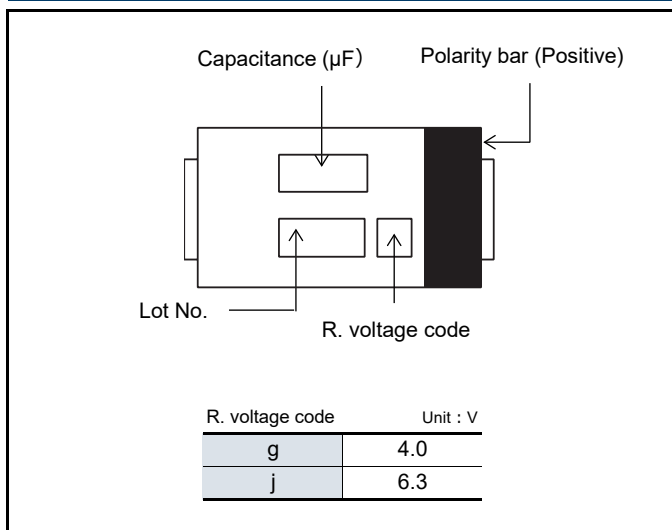 Capacitance (μF)
Polarity bar (Positive)
Lot No.
R. voltage code
R. voltage code Unit : V
g 4.0
j 6.3